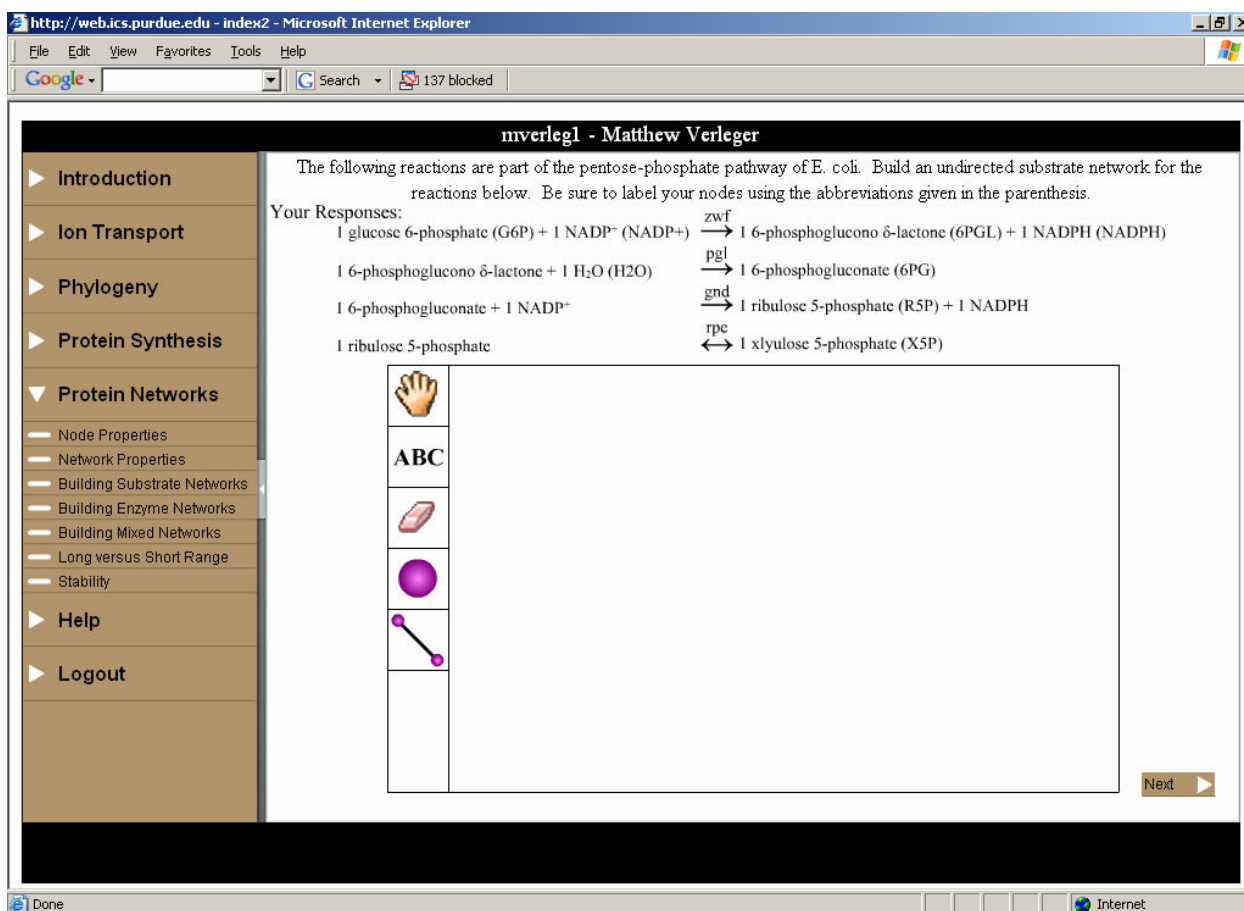 http://web.ics.purdue.edu - index2 - Microsoft Internet Explorer
File Edit View Favorites Tools Help
Google Search 137 blocked
mverleg1 - Matthew Verleger
Introduction
Ion Transport
Phylogeny
Protein Synthesis
Protein Networks
Node Properties
Network Properties
Building Substrate Networks
Building Enzyme Networks
Building Mixed Networks
Long versus Short Range
Stability
Help
Logout
The following reactions are part of the pentose-phosphate pathway of E. coli. Build an undirected substrate network for the
reactions below. Be sure to label your nodes using the abbreviations given in the parenthesis.
Your Responses:
1 glucose 6-phosphate (G6P) + 1 NADP⁺ (NADP+) zwf → 1 6-phosphoglucono δ-lactone (6PGL) + 1 NADPH (NADPH)
1 6-phosphoglucono δ-lactone + 1 H₂O (H2O) pgl → 1 6-phosphogluconate (6PG)
1 6-phosphogluconate + 1 NADP⁺ gnd → 1 ribulose 5-phosphate (R5P) + 1 NADPH
1 ribulose 5-phosphate rpe ↔ 1 xlyulose 5-phosphate (X5P)
ABC
Next
Done
Internet